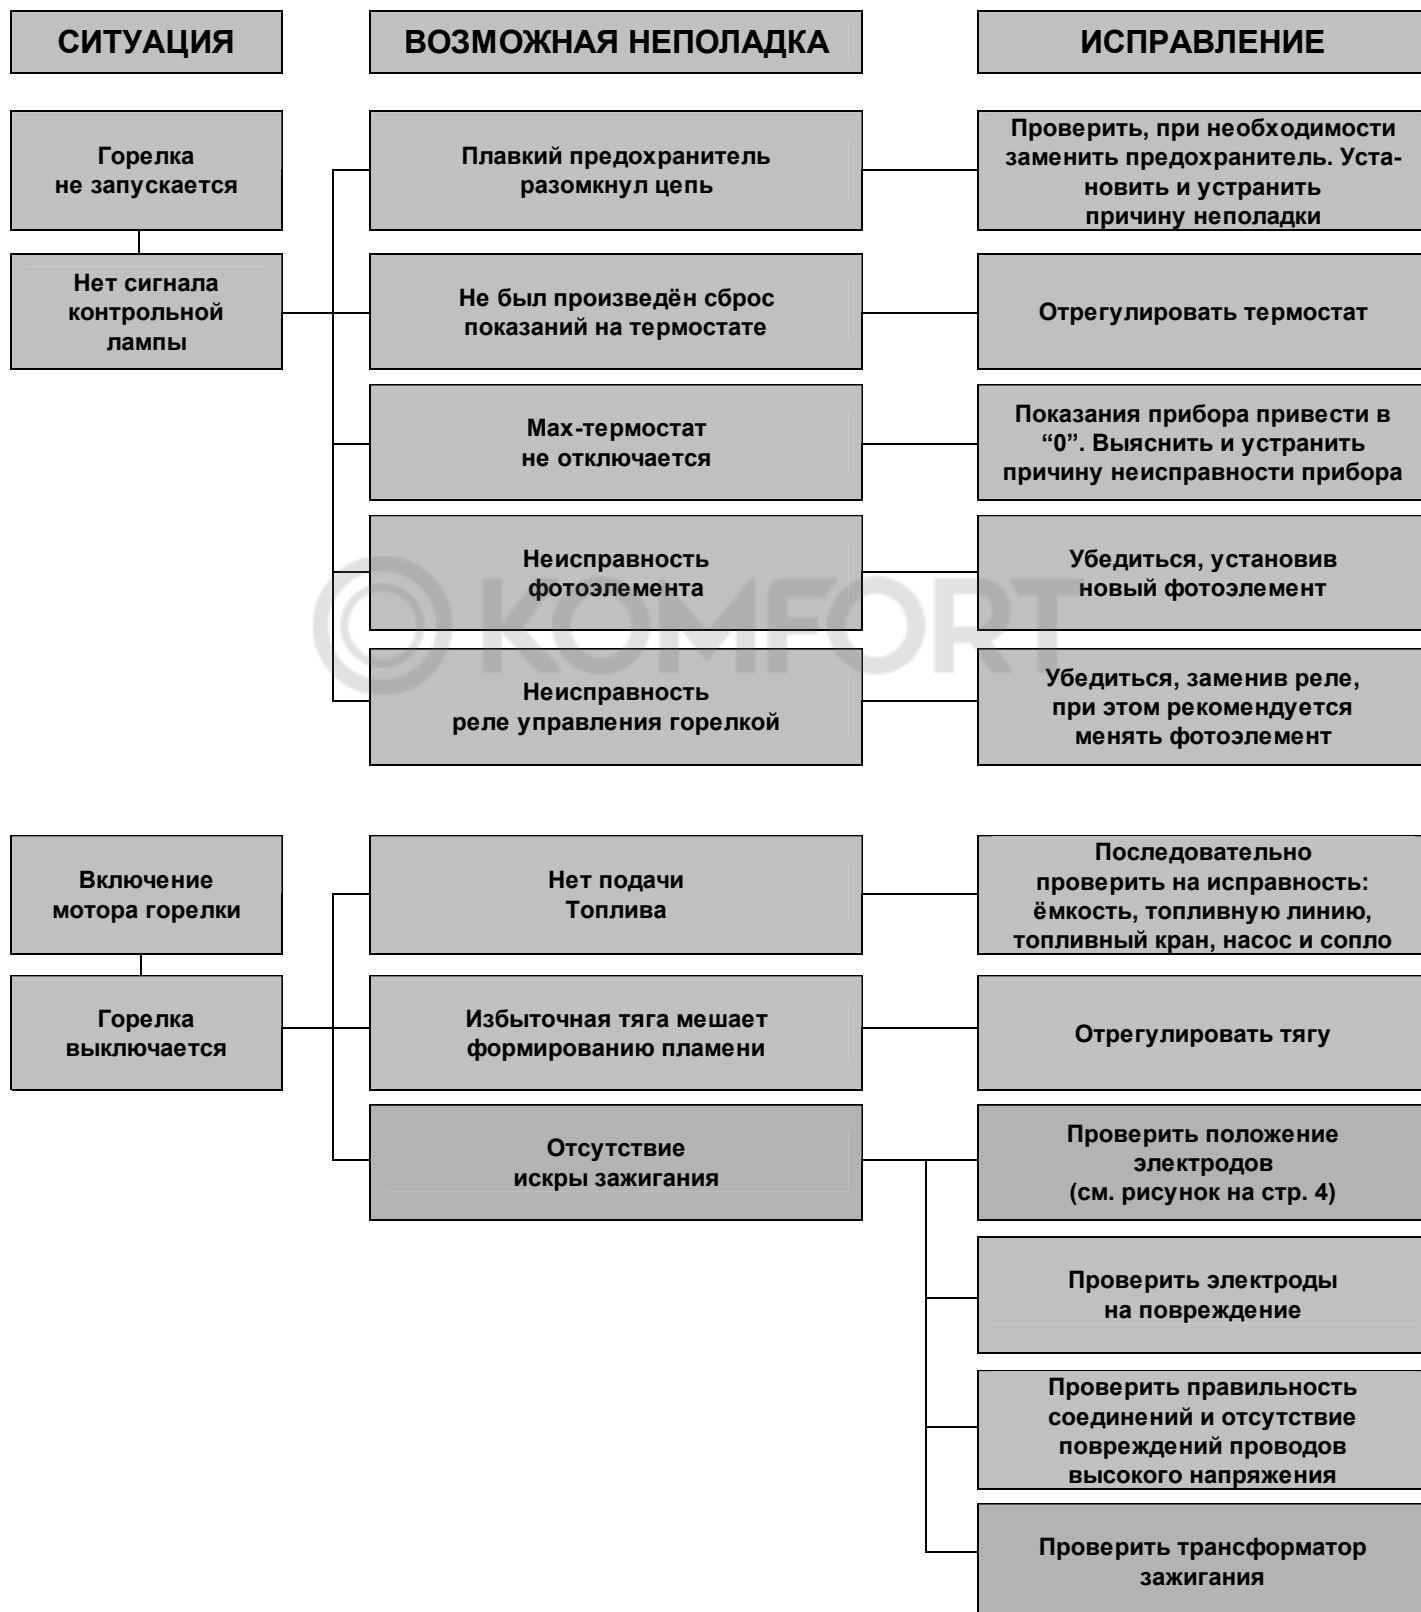 СИТУАЦИЯ
ВОЗМОЖНАЯ НЕПОЛАДКА
ИСПРАВЛЕНИЕ
Горелка
не запускается
Плавкий предохранитель
разомкнул цепь
Проверить, при необходимости
заменить предохранитель. Уста-
новить и устранить
причину неполадки
Нет сигнала
контрольной
лампы
Не был произведён сброс
показаний на термостате
Отрегулировать термостат
Мах-термостат
не отключается
Показания прибора привести в
“0”. Выяснить и устранить
причину неисправности прибора
Неисправность
фотоэлемента
Убедиться, установив
новый фотоэлемент
KOMFORT
Неисправность
реле управления горелкой
Убедиться, заменив реле,
при этом рекомендуется
менять фотоэлемент
Включение
мотора горелки
Нет подачи
Топлива
Последовательно
проверить на исправность:
ёмкость, топливную линию,
топливный кран, насос и сопло
Горелка
выключается
Избыточная тяга мешает
формированию пламени
Отрегулировать тягу
Отсутствие
искры зажигания
Проверить положение
электродов
(см. рисунок на стр. 4)
Проверить электроды
на повреждение
Проверить правильность
соединений и отсутствие
повреждений проводов
высокого напряжения
Проверить трансформатор
зажигания